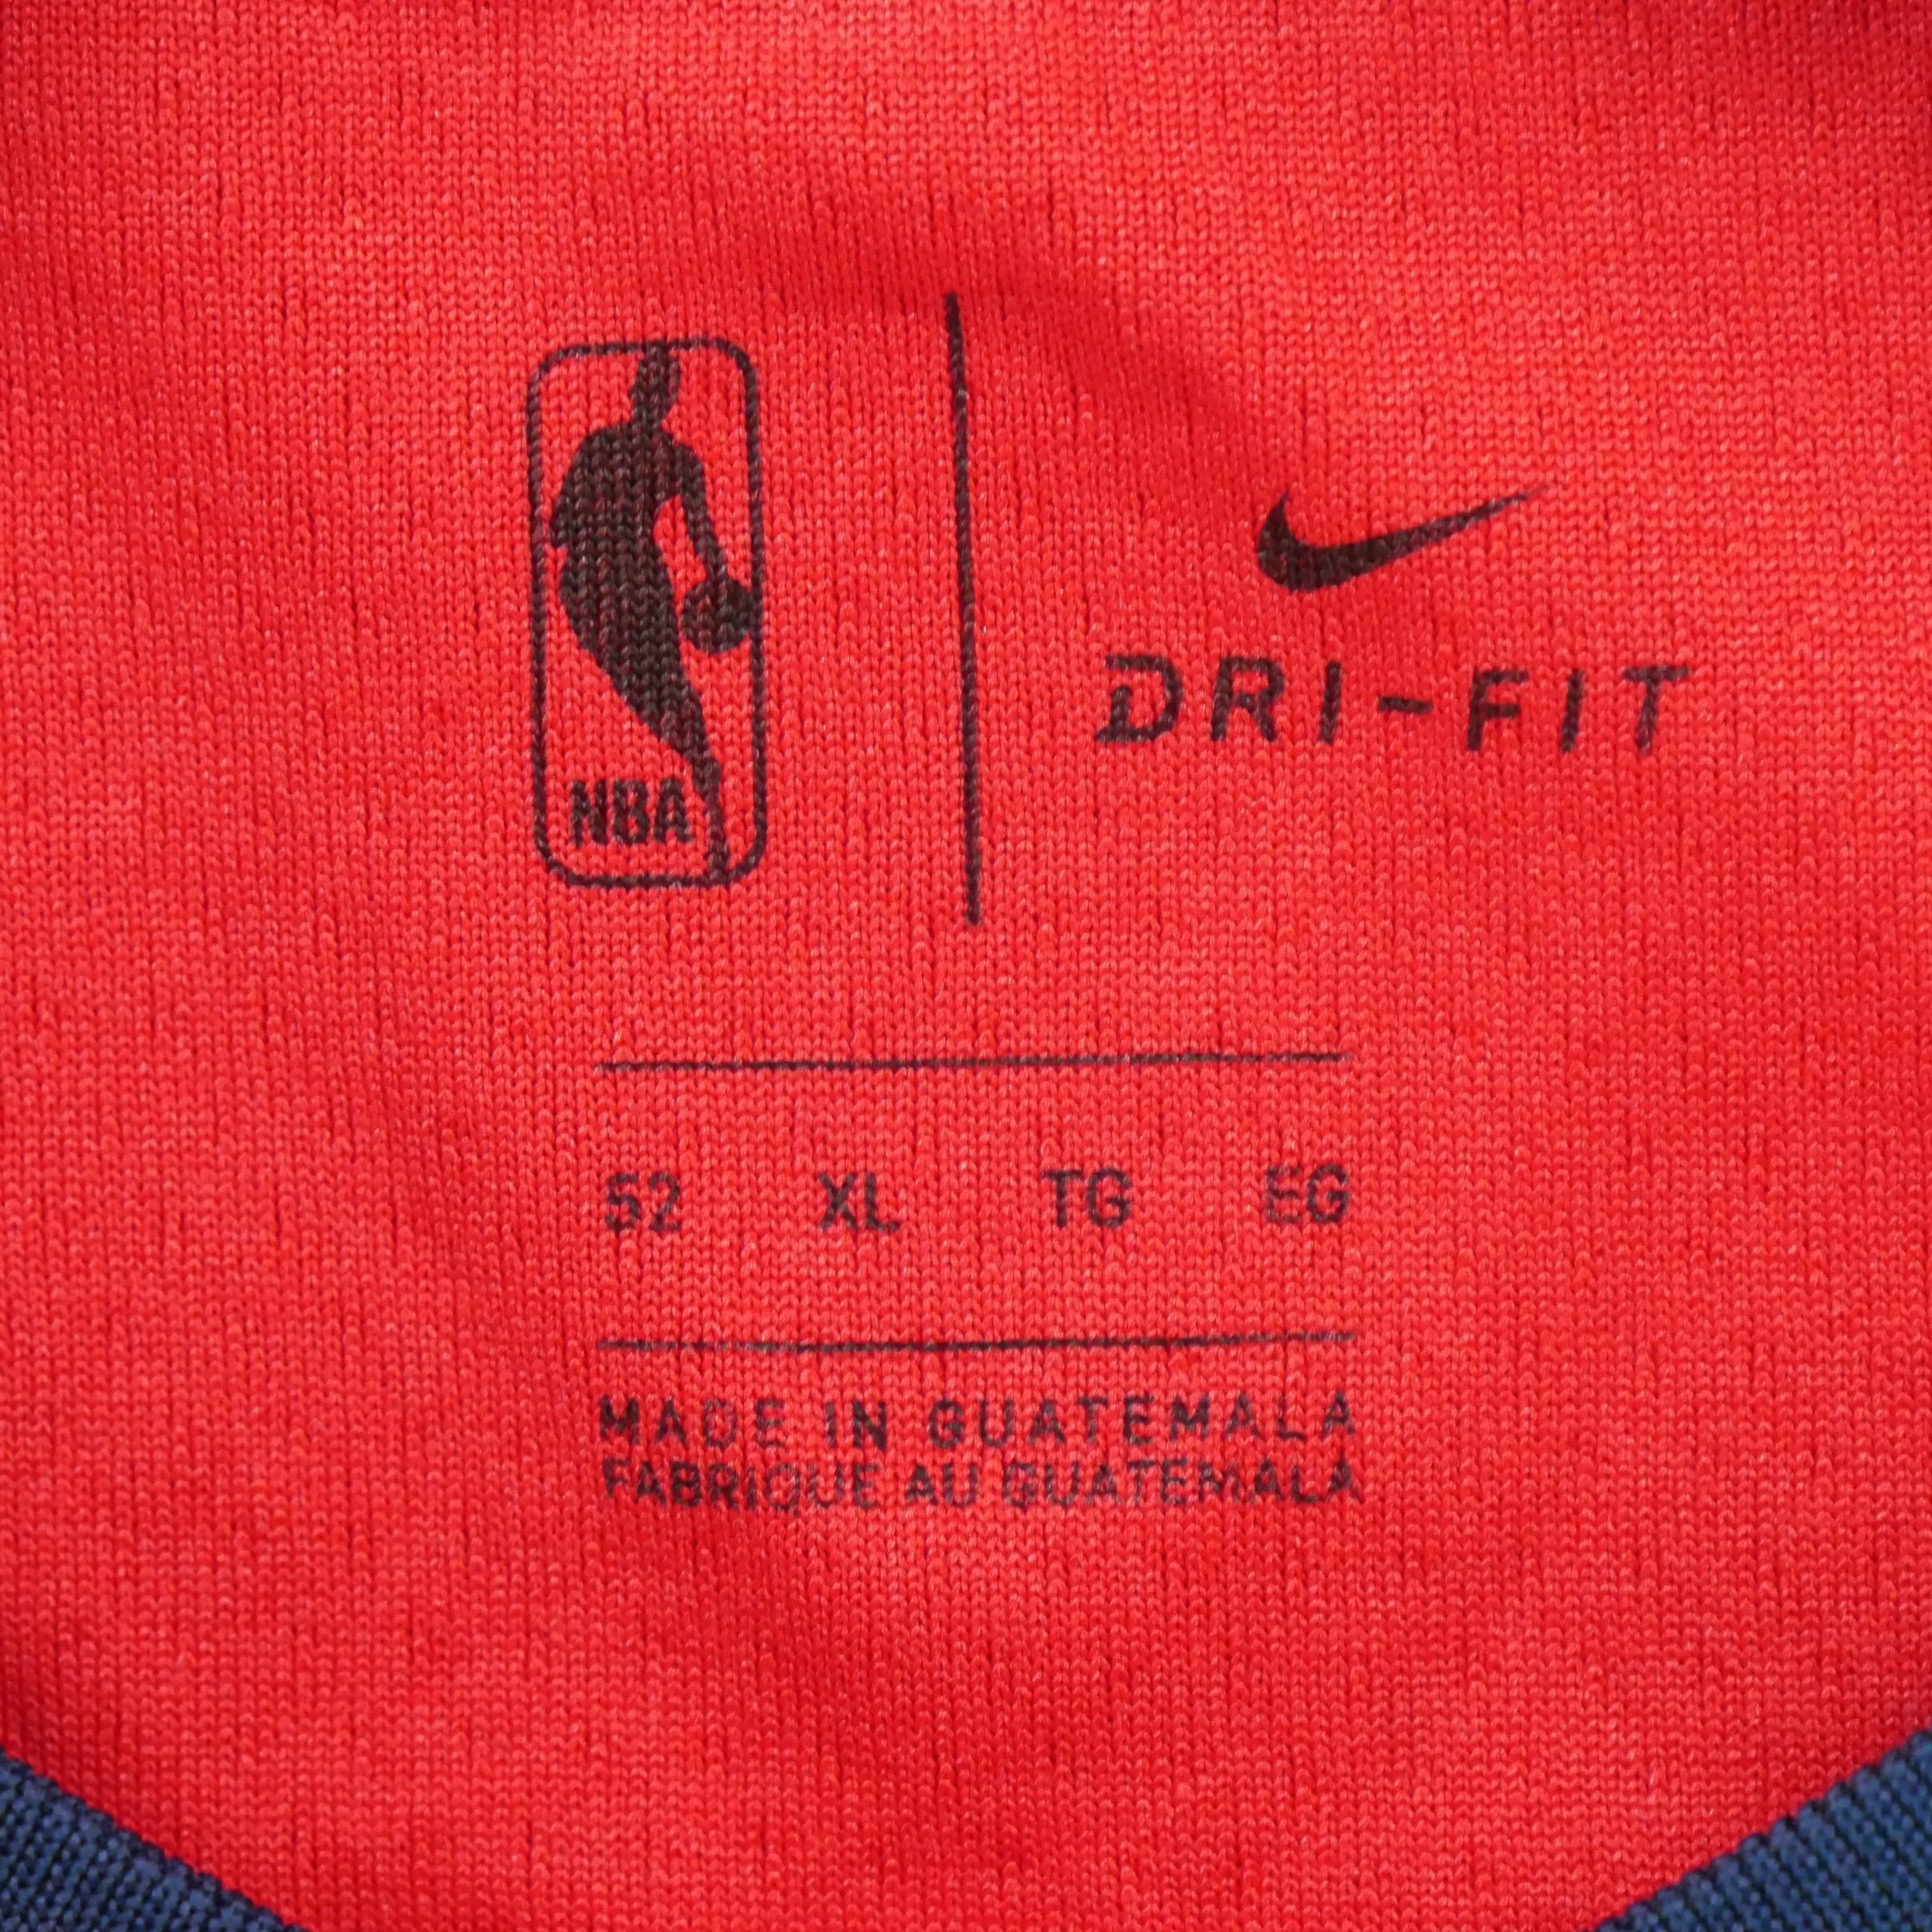 NBA
DRI-FIT
52 XL TG EG
MADE IN GUATEMALA
FABRIQUE AU GUATEMALA